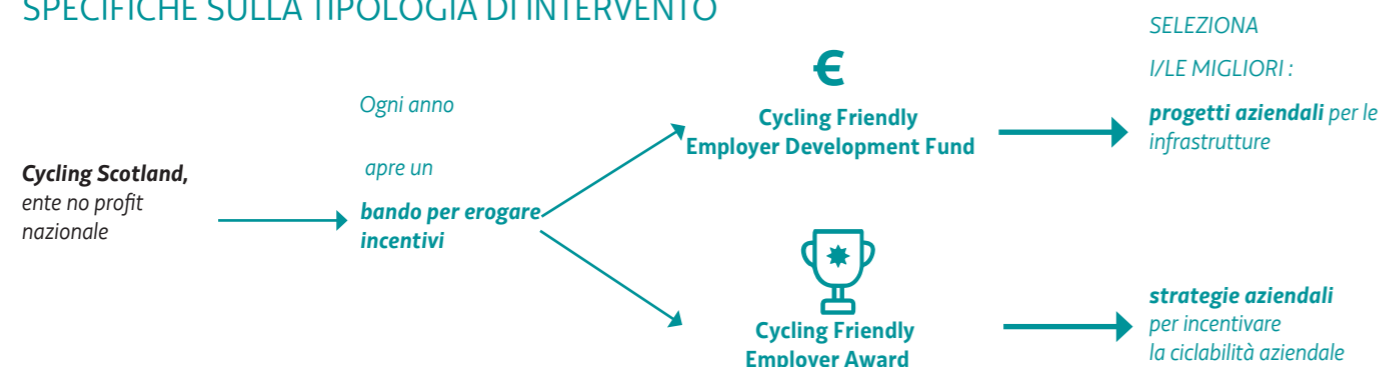 SPECIFICHE SULLA TIPOLOGIA DI INTERVENTO
Cycling Scotland,
ente no profit
nazionale
Ogni anno
apre un
bando per erogare
incentivi
€
Cycling Friendly
Employer Development Fund
SELEZIONA
I/LE MIGLIORI :
progetti aziendali per le
infrastrutture
Cycling Friendly
Employer Award
strategie aziendali
per incentivare
la ciclabilità aziendale